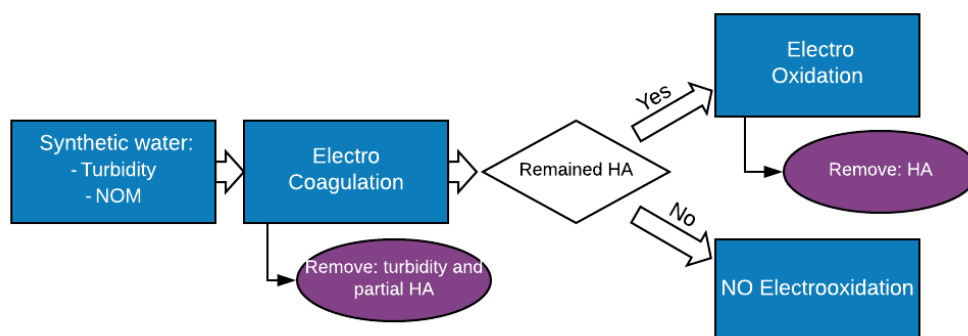 Synthetic water:
- Turbidity
- NOM
Electro
Coagulation
Remove: turbidity and
partial HA
Remained HA
Yes
Electro
Oxidation
Remove: HA
No
NO Electrooxidation